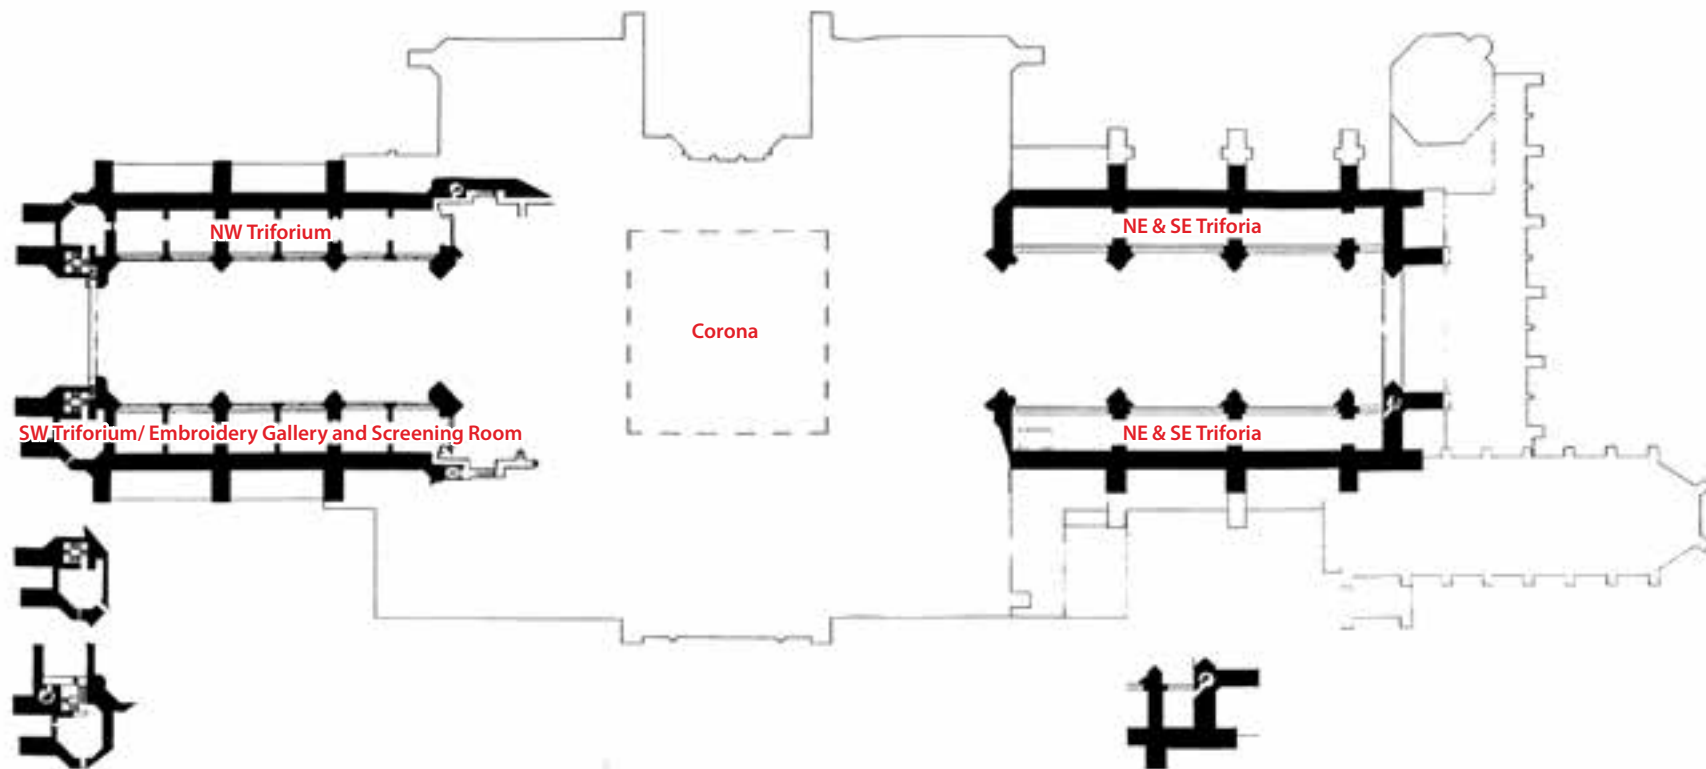 NW Triforium
NE & SE Triforia
Corona
SW Triforium/ Embroidery Gallery and Screening Room
NE & SE Triforia